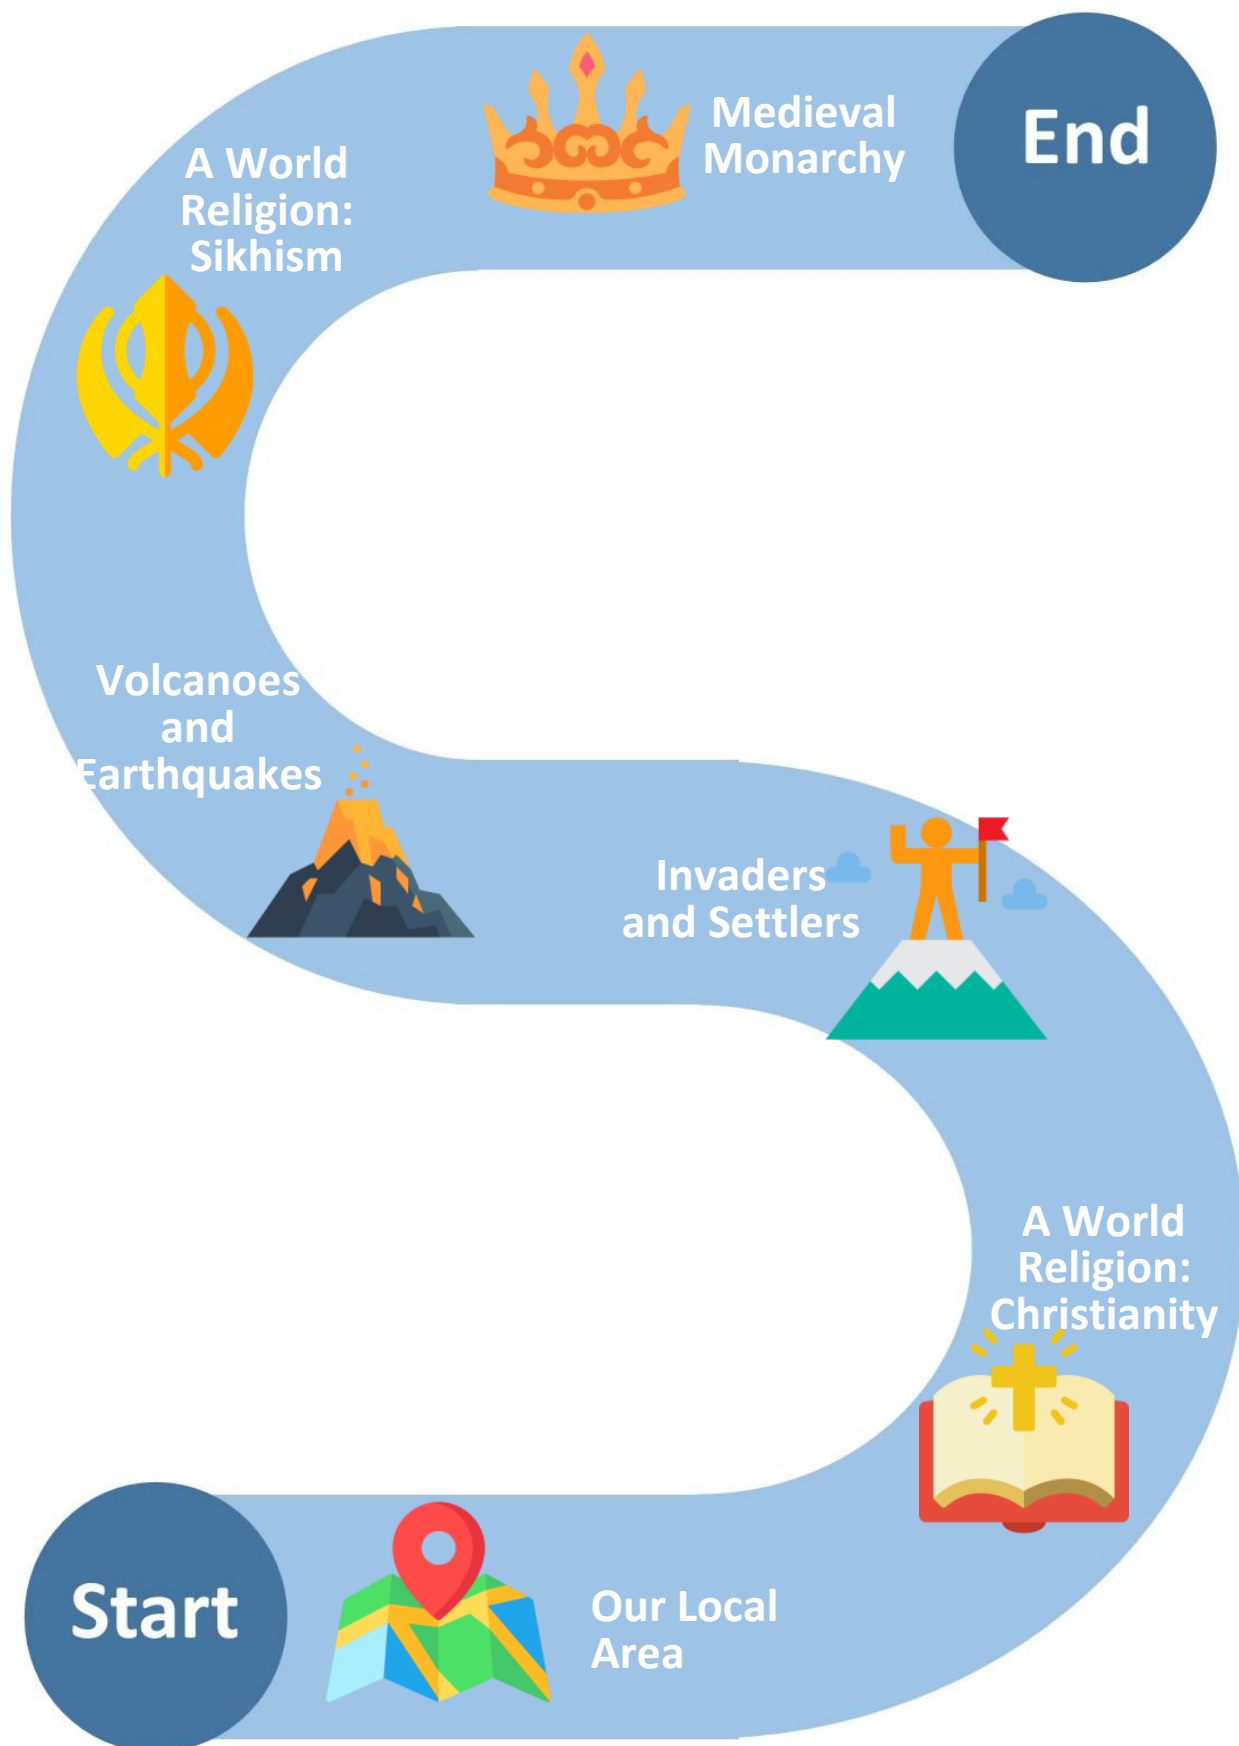 Medieval
Monarchy
End
A World
Religion:
Sikhism
Volcanoes
and
Earthquakes
Invaders
and Settlers
A World
Religion:
Christianity
Start
Our Local
Area